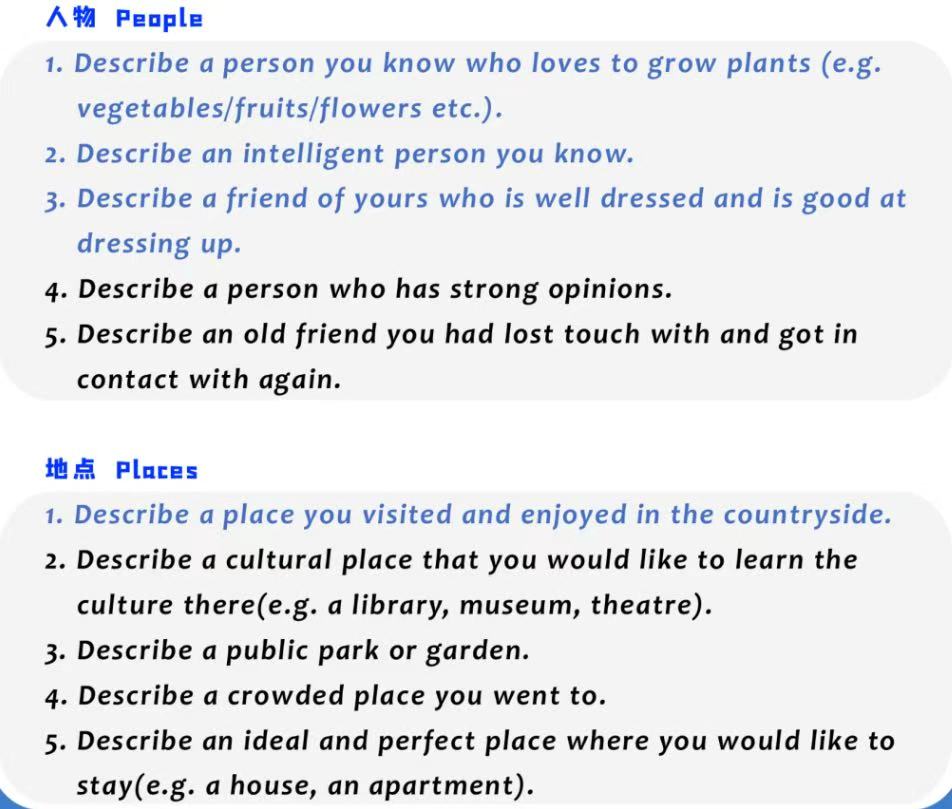 人物 People
1. Describe a person you know who loves to grow plants (e.g.
vegetables/fruits/flowers etc.).
2. Describe an intelligent person you know.
3. Describe a friend of yours who is well dressed and is good at
dressing up.
4. Describe a person who has strong opinions.
5. Describe an old friend you had lost touch with and got in
contact with again.
地点 Places
1. Describe a place you visited and enjoyed in the countryside.
2. Describe a cultural place that you would like to learn the
culture there(e.g. a library, museum, theatre).
3. Describe a public park or garden.
4. Describe a crowded place you went to.
5. Describe an ideal and perfect place where you would like to
stay(e.g. a house, an apartment).